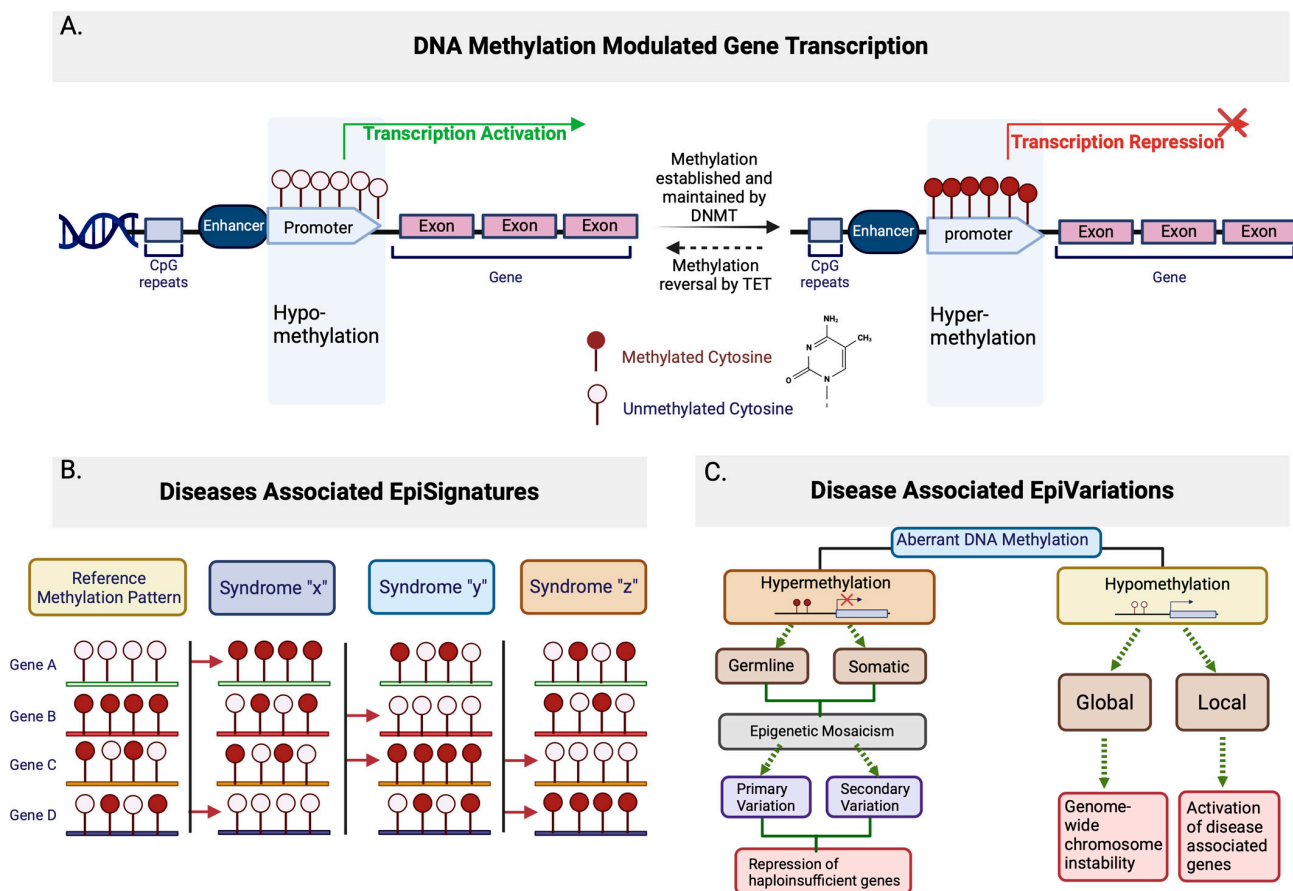 A.
DNA Methylation Modulated Gene Transcription
Transcription Activation
Transcription Repression
Methylation
established and
maintained by
DNMT
Methylation
reversal by TET
Enhancer
Promoter
Exon
Exon
Exon
CpG
repeats
Gene
Hypo-
methylation
Enhancer
promoter
Exon
Exon
Exon
CpG
repeats
Gene
Hyper-
methylation
Methylated Cytosine
Unmethylated Cytosine
NH₂
N
CH₃
O
N
B.
Diseases Associated EpiSignatures
Reference
Methylation Pattern
Syndrome "x"
Syndrome "y"
Syndrome "z"
Gene A
Gene B
Gene C
Gene D
C.
Disease Associated EpiVariations
Aberrant DNA Methylation
Hypermethylation
Hypomethylation
Germline
Somatic
Global
Local
Epigenetic Mosaicism
Primary
Variation
Secondary
Variation
Repression of
haploinsufficient genes
Genome-
wide
chromosome
instability
Activation
of disease
associated
genes